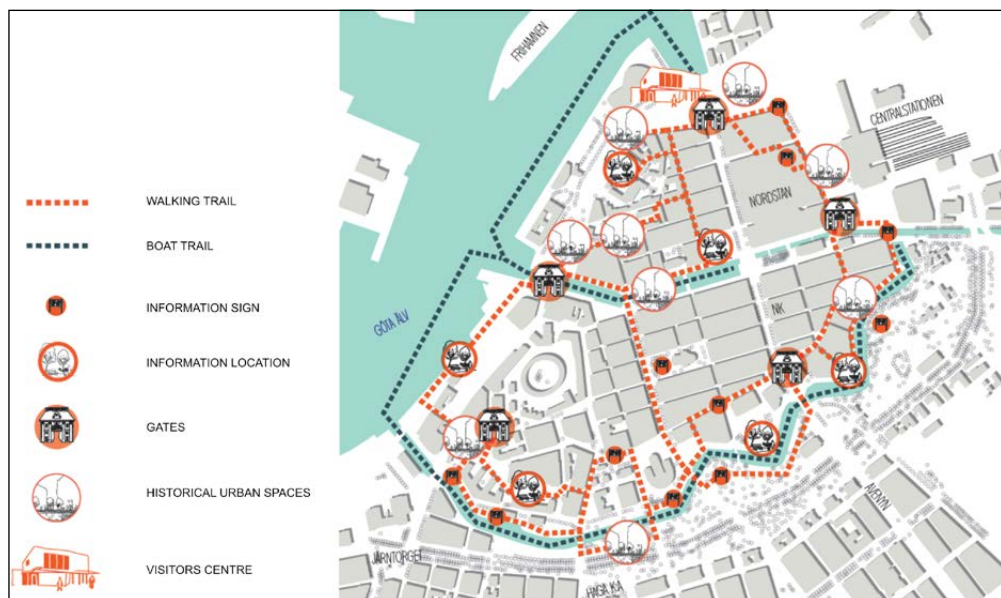 WALKING TRAIL
BOAT TRAIL
INFORMATION SIGN
INFORMATION LOCATION
GATES
HISTORICAL URBAN SPACES
VISITORS CENTRE
FRIHAMNEN
CENTRALSTATIONEN
NORDSTAN
GÖTA ÄLV
NK
AVENYN
JÄRNTORGET